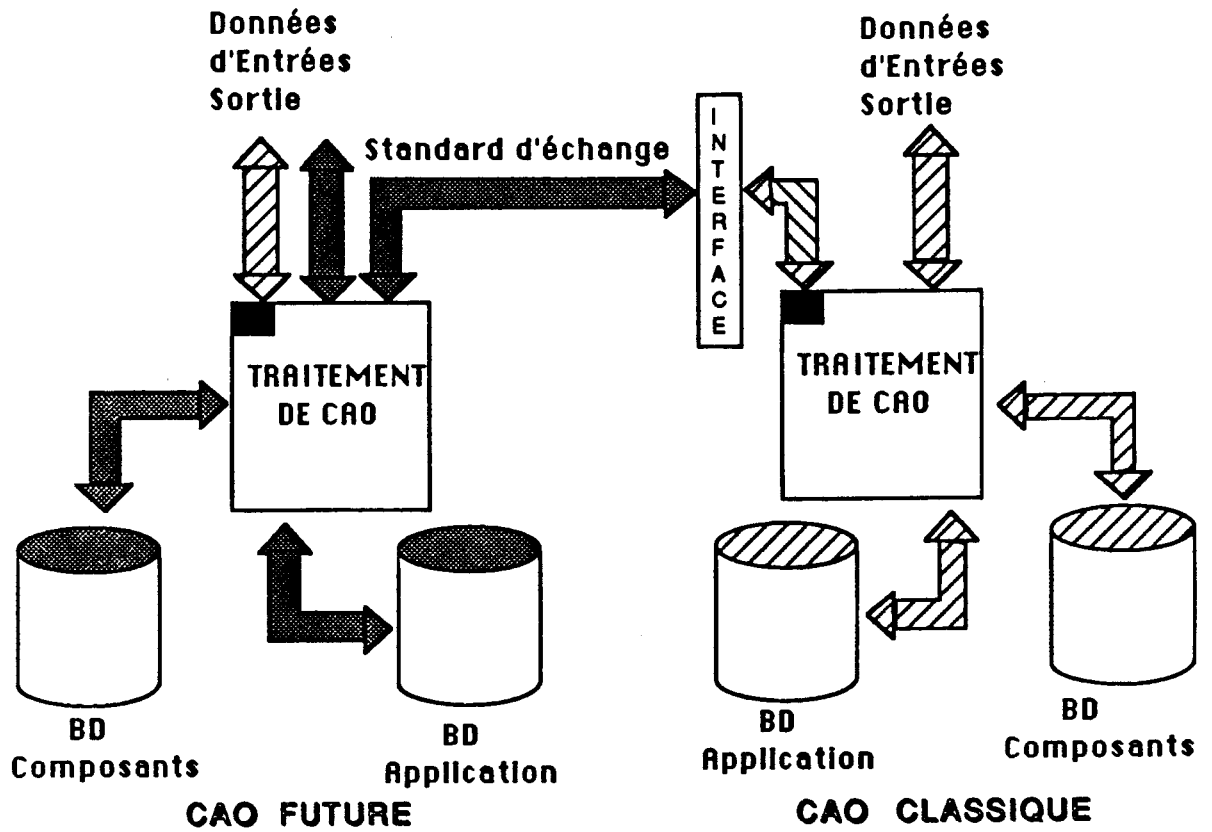 Données
d'Entrées
Sortie
Données
d'Entrées
Sortie
Standard d'échange
INTERFACE
TRAITEMENT
DE CAO
TRAITEMENT
DE CAO
BD
Composants
BD
Application
BD
Application
BD
Composants
CAO FUTURE
CAO CLASSIQUE